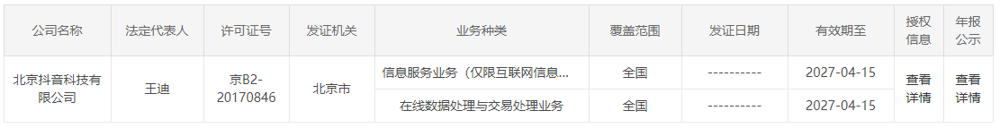 公司名称 法定代表人 许可证号 发证机关 业务种类 覆盖范围 发证日期 有效期至 授权信息 年报公示
北京抖音科技有限公司 王迪 京B2-20170846 北京市 信息服务业务（仅限互联网信息... 全国 ---------- 2027-04-15 查看详情 查看详情
在线数据处理与交易处理业务 全国 ---------- 2027-04-15